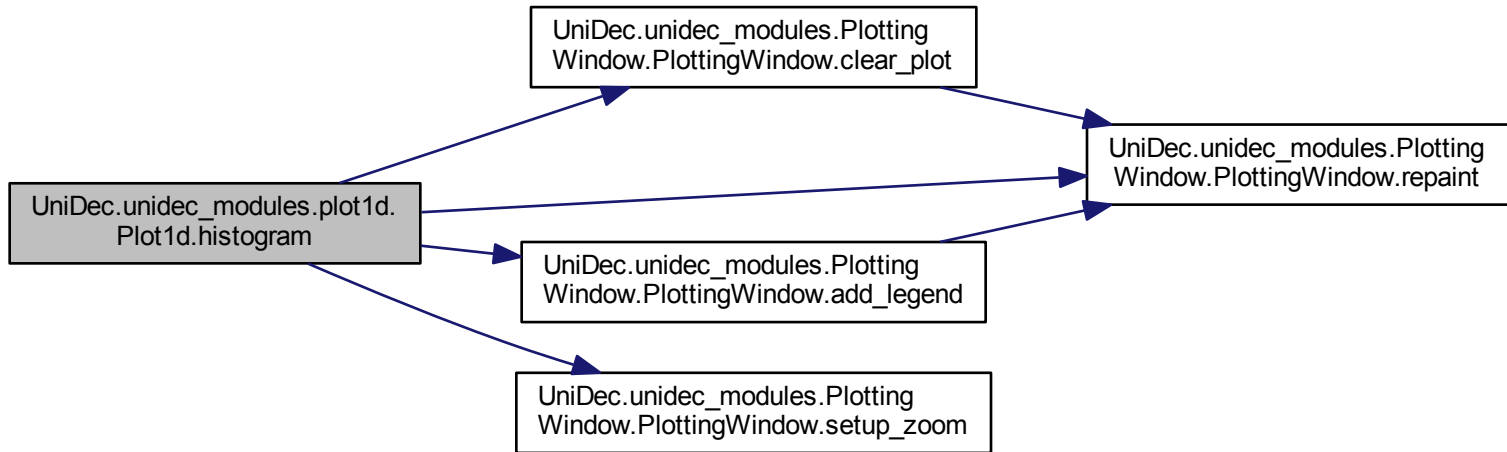 UniDec.unidec_modules.plot1d.
Plot1d.histogram
UniDec.unidec_modules.Plotting
Window.PlottingWindow.clear_plot
UniDec.unidec_modules.Plotting
Window.PlottingWindow.repaint
UniDec.unidec_modules.Plotting
Window.PlottingWindow.add_legend
UniDec.unidec_modules.Plotting
Window.PlottingWindow.setup_zoom